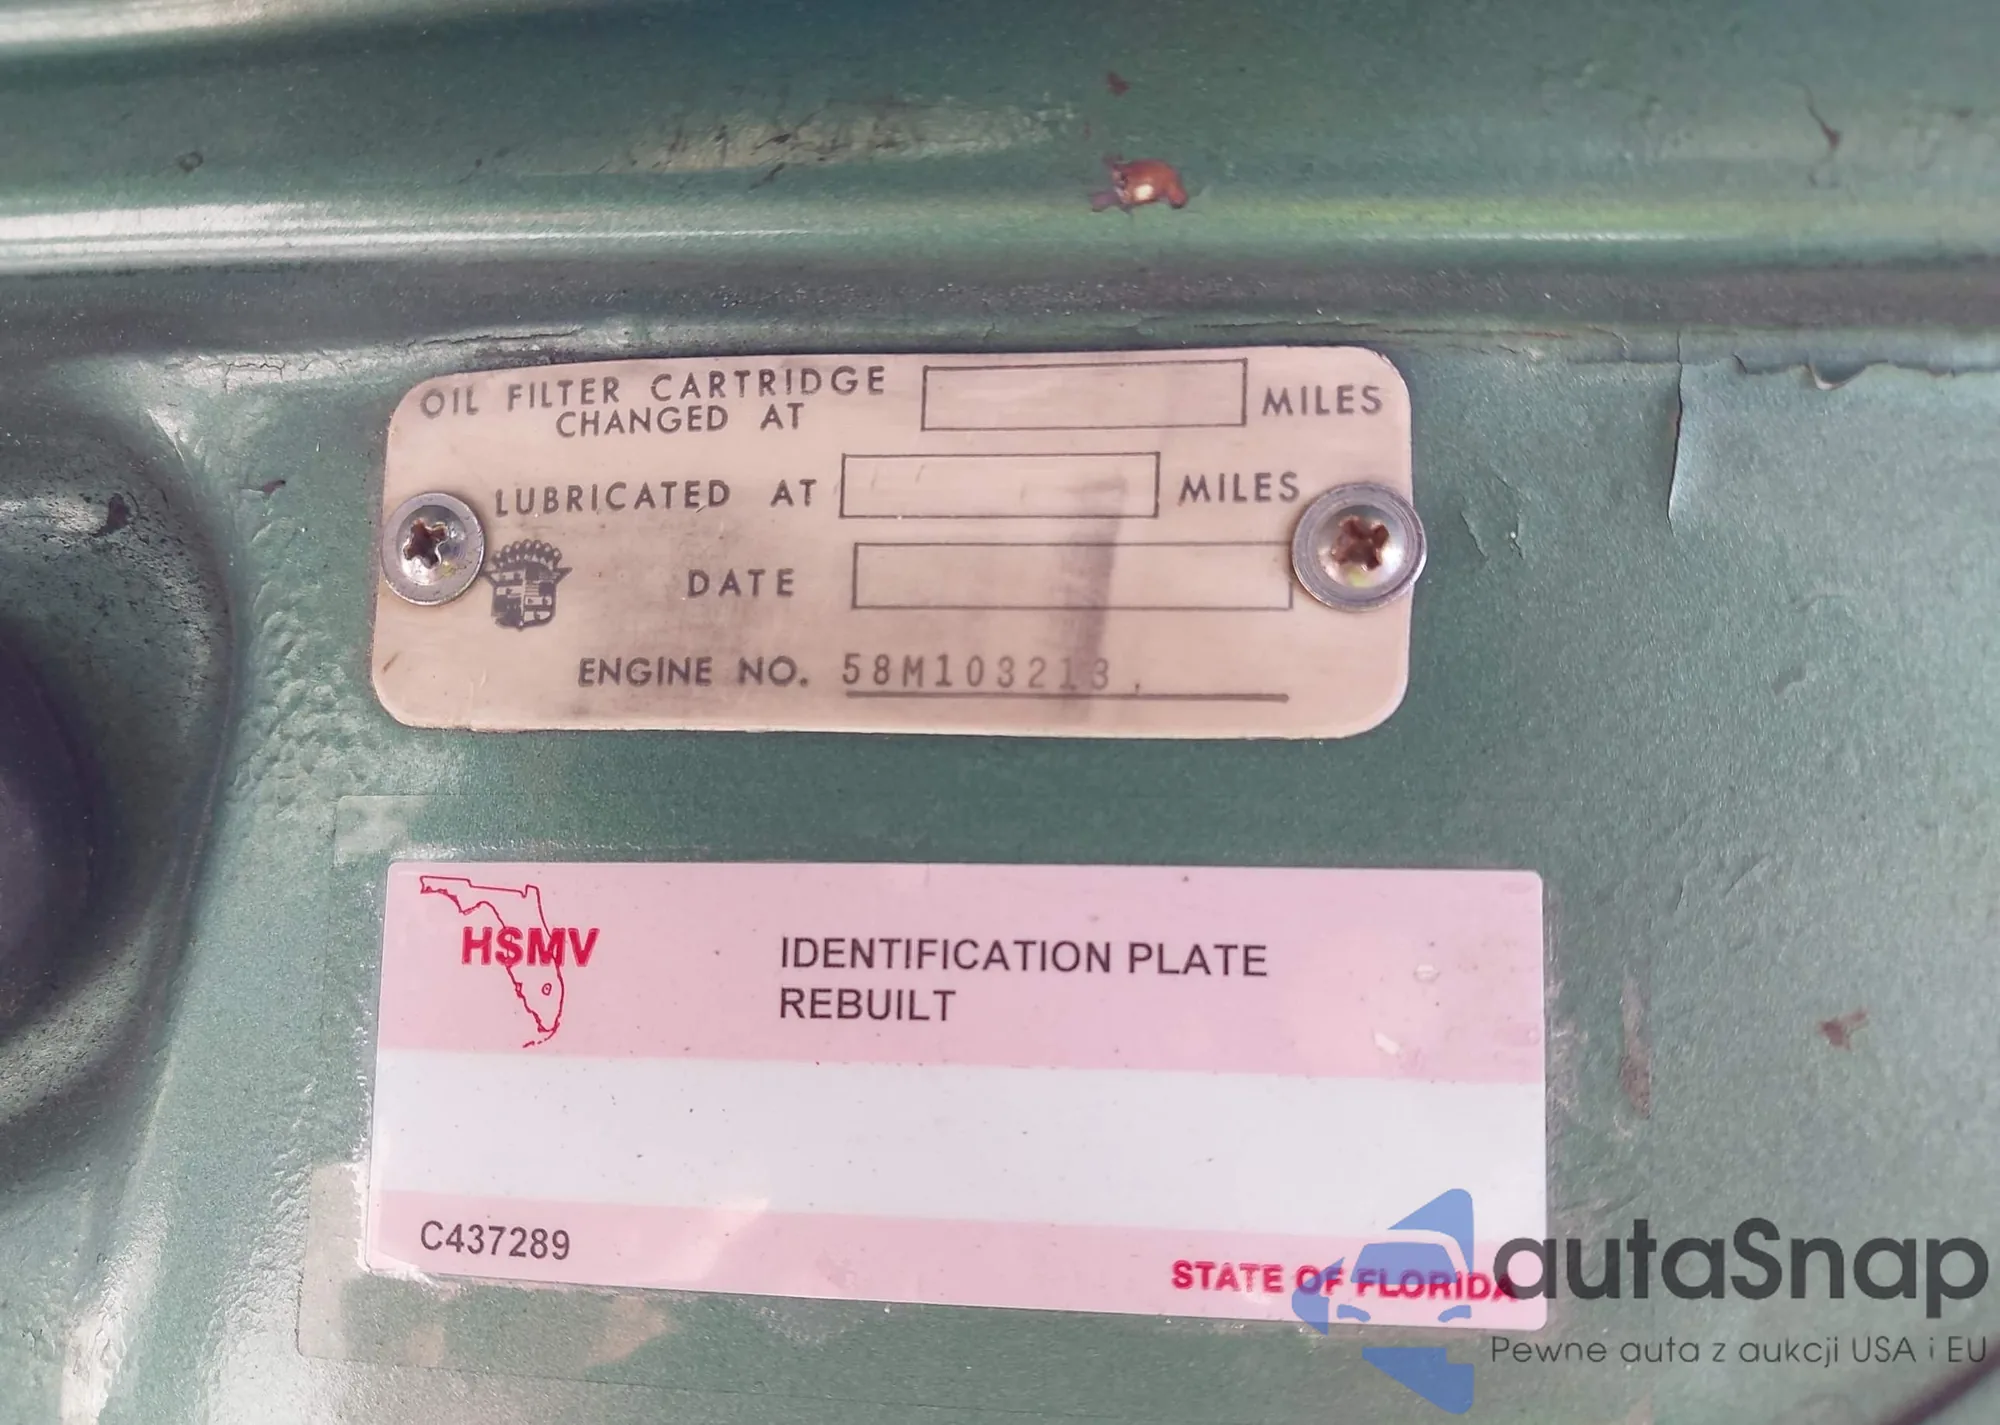 OIL FILTER CARTRIDGE
CHANGED AT
MILES
LUBRICATED AT
MILES
DATE
ENGINE NO. 58M103213.
HSMV
IDENTIFICATION PLATE
REBUILT
C437289
STATE OF FLORIDA
autaSnap
Pewne auta z aukcji USA i EU